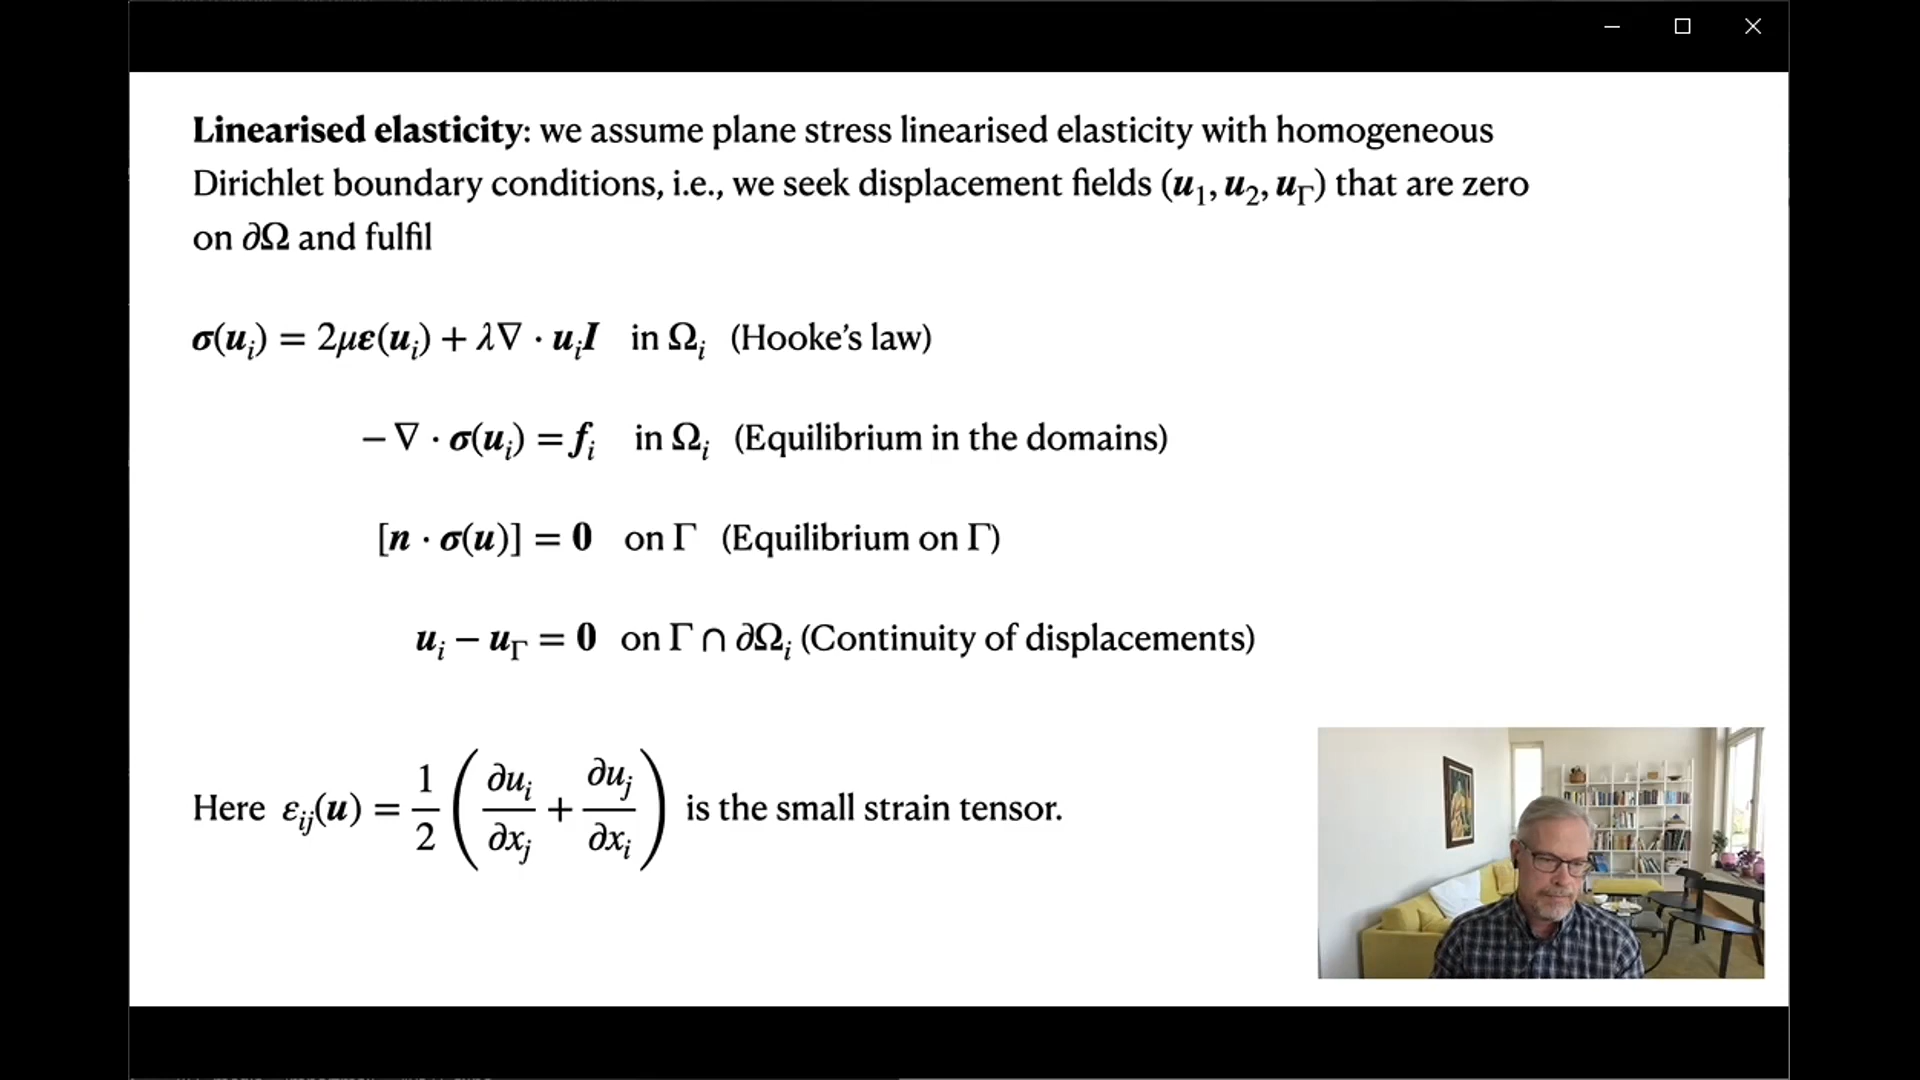 Linearised elasticity: we assume plane stress linearised elasticity with homogeneous
Dirichlet boundary conditions, i.e., we seek displacement fields (u₁, u₂, u_Γ) that are zero
on ∂Ω and fulfil
σ(uᵢ) = 2με(uᵢ) + λ∇ · uᵢI in Ωᵢ (Hooke’s law)
− ∇ · σ(uᵢ) = fᵢ in Ωᵢ (Equilibrium in the domains)
[n · σ(u)] = 0 on Γ (Equilibrium on Γ)
uᵢ − u_Γ = 0 on Γ ∩ ∂Ωᵢ (Continuity of displacements)
Here εᵢⱼ(u) = 1/2 (∂uᵢ/∂xⱼ + ∂uⱼ/∂xᵢ) is the small strain tensor.